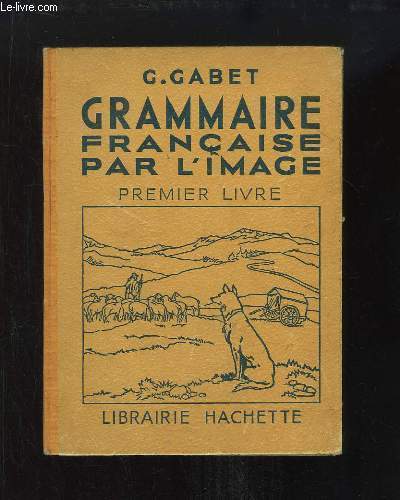 Le-livre.com
G. GABET
GRAMMAIRE
FRANÇAISE
PAR L'IMAGE
PREMIER LIVRE
LIBRAIRIE HACHETTE